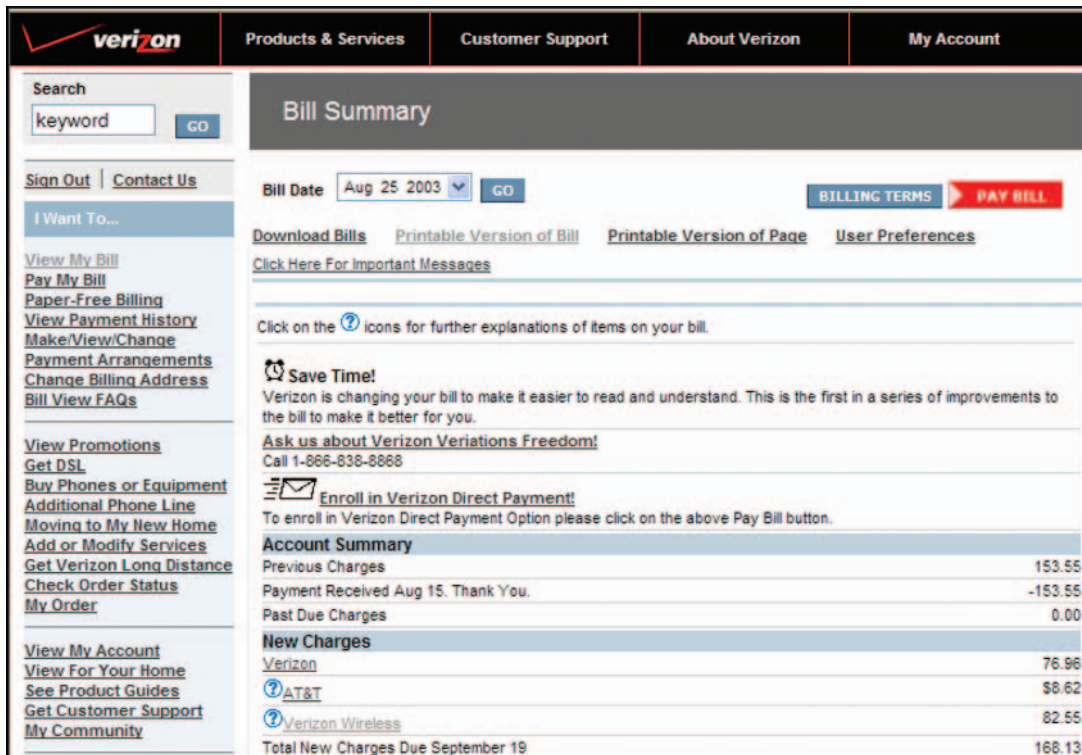 verizon
Products & Services
Customer Support
About Verizon
My Account
Search
keyword
GO
Sign Out | Contact Us
I Want To...
View My Bill
Pay My Bill
Paper-Free Billing
View Payment History
Make/View/Change
Payment Arrangements
Change Billing Address
Bill View FAQs
View Promotions
Get DSL
Buy Phones or Equipment
Additional Phone Line
Moving to My New Home
Add or Modify Services
Get Verizon Long Distance
Check Order Status
My Order
View My Account
View For Your Home
See Product Guides
Get Customer Support
My Community
Bill Summary
Bill Date Aug 25 2003 GO
BILLING TERMS PAY BILL
Download Bills Printable Version of Bill Printable Version of Page User Preferences
Click Here For Important Messages
Click on the ? icons for further explanations of items on your bill.
Save Time!
Verizon is changing your bill to make it easier to read and understand. This is the first in a series of improvements to
the bill to make it better for you.
Ask us about Verizon Veriations Freedom!
Call 1-866-838-8868
Enroll in Verizon Direct Payment!
To enroll in Verizon Direct Payment Option please click on the above Pay Bill button.
Account Summary
Previous Charges 153.55
Payment Received Aug 15. Thank You. -153.55
Past Due Charges 0.00
New Charges
Verizon 76.96
? AT&T $8.62
? Verizon Wireless 82.55
Total New Charges Due September 19 168.13